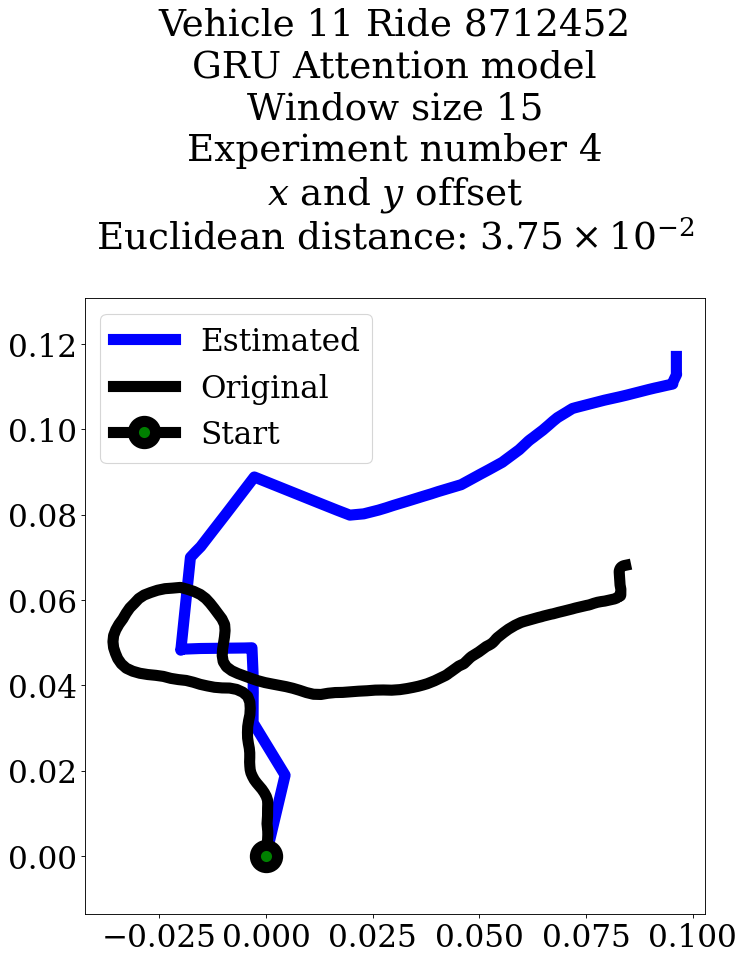 Vehicle 11 Ride 8712452
GRU Attention model
Window size 15
Experiment number 4
x and y offset
Euclidean distance: 3.75 × 10⁻²
Estimated
Original
Start
0.12
0.10
0.08
0.06
0.04
0.02
0.00
−0.025 0.000 0.025 0.050 0.075 0.100